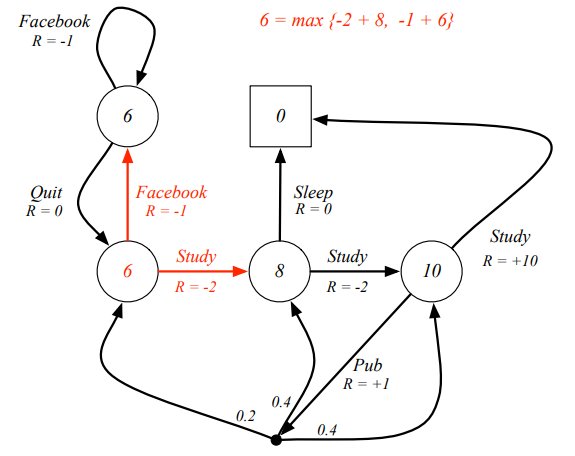 Facebook
R = -1
6 = max {-2 + 8, -1 + 6}
6
0
Quit
R = 0
Facebook
R = -1
Sleep
R = 0
Study
R = +10
6
Study
R = -2
8
Study
R = -2
10
Pub
R = +1
0.2
0.4
0.4